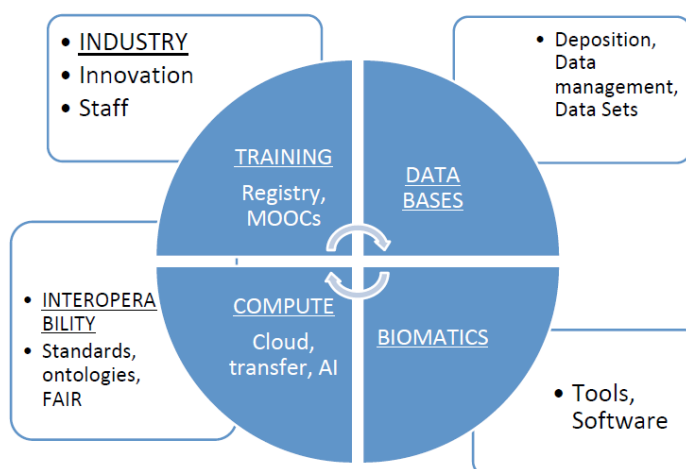 • INDUSTRY
• Innovation
• Staff
• Deposition,
Data
management,
Data Sets
TRAINING
Registry,
MOOCs
DATA
BASES
• INTEROPERA
BILITY
• Standards,
ontologies,
FAIR
COMPUTE
Cloud,
transfer, AI
BIOMATICS
• Tools,
Software